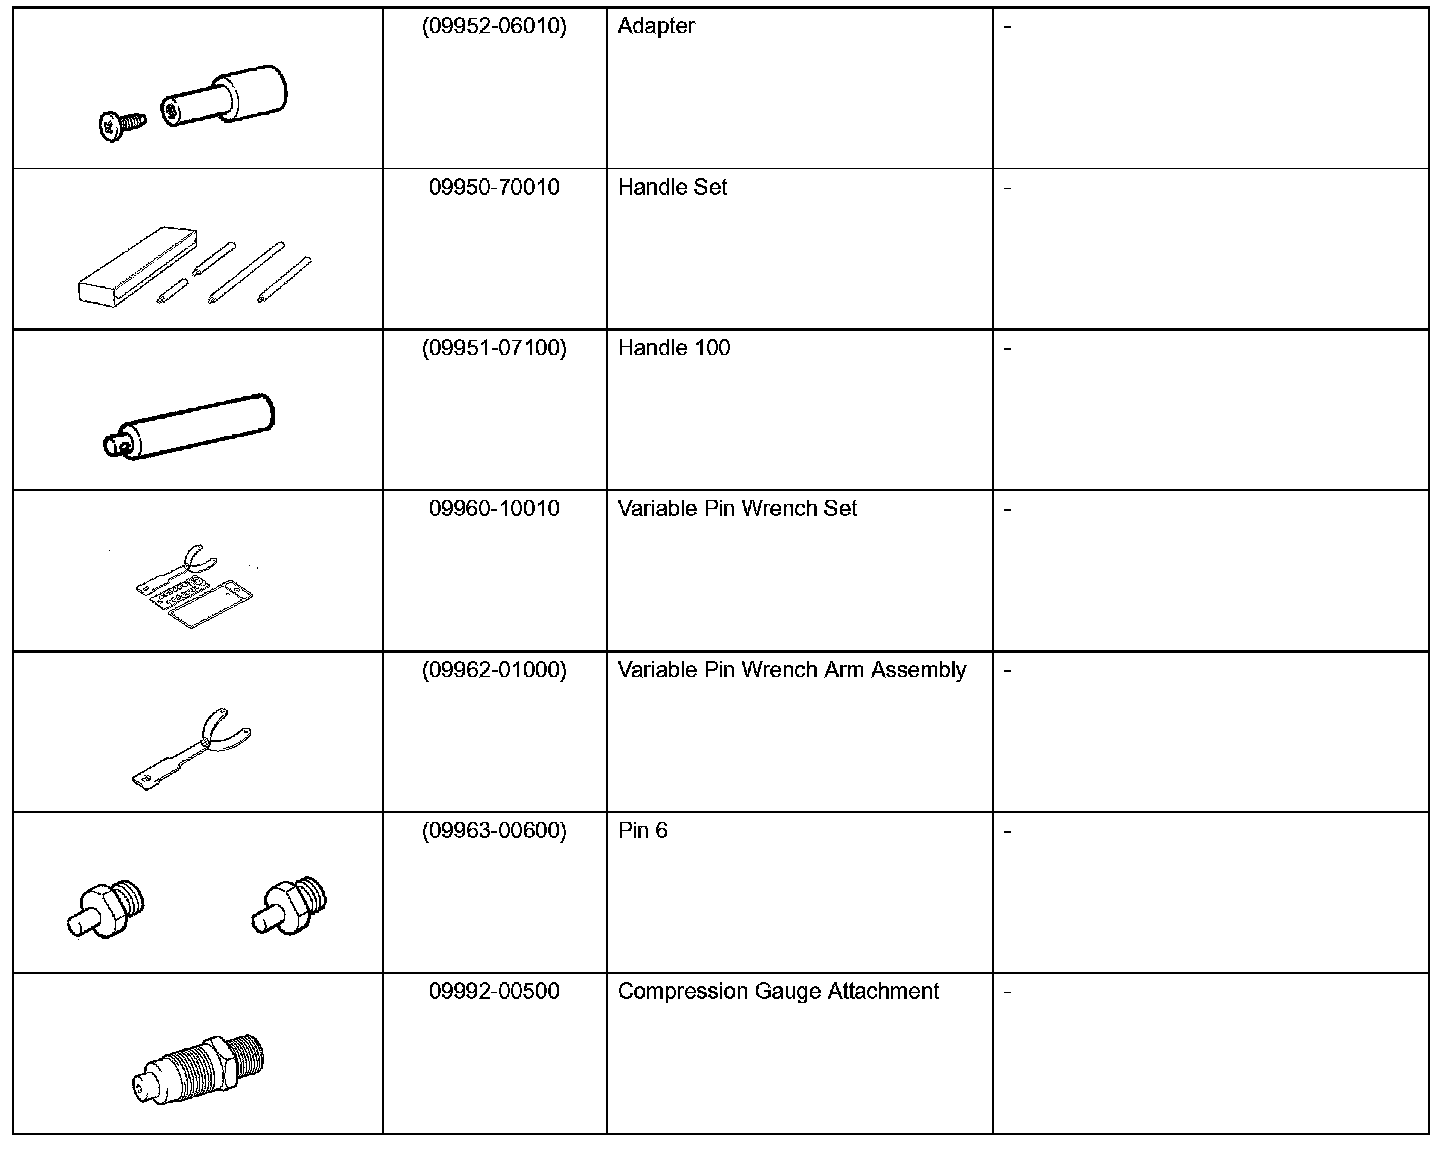 (09952-06010) Adapter -
09950-70010 Handle Set -
(09951-07100) Handle 100 -
09960-10010 Variable Pin Wrench Set -
(09962-01000) Variable Pin Wrench Arm Assembly -
(09963-00600) Pin 6 -
09992-00500 Compression Gauge Attachment -